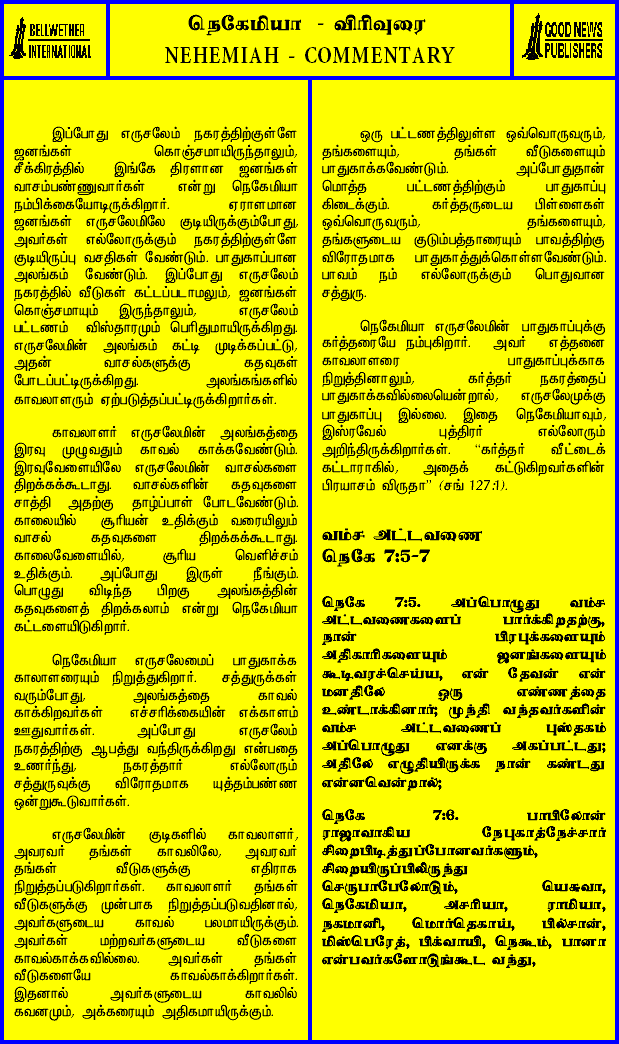 BELLWETHER
INTERNATIONAL
நெகேமியா - விரிவுரை
NEHEMIAH - COMMENTARY
GOOD NEWS
PUBLISHERS
இப்போது எருசலேம் நகரத்திற்குள்ளே
ஜனங்கள் கொஞ்சமாயிருந்தாலும்,
சீக்கிரத்தில் இங்கே திரளான ஜனங்கள்
வாசம்பண்ணுவார்கள் என்று நெகேமியா
நம்பிக்கையோடிருக்கிறார். ஏராளமான
ஜனங்கள் எருசலேமிலே குடியிருக்கும்போது,
அவர்கள் எல்லோருக்கும் நகரத்திற்குள்ளே
குடியிருப்பு வசதிகள் வேண்டும். பாதுகாப்பான
அலங்கம் வேண்டும். இப்போது எருசலேம்
நகரத்தில் வீடுகள் கட்டப்படாமலும், ஜனங்கள்
கொஞ்சமாயும் இருந்தாலும், எருசலேம்
பட்டணம் விஸ்தாரமும் பெரிதுமாயிருக்கிறது.
எருசலேமின் அலங்கம் கட்டி முடிக்கப்பட்டு,
அதன் வாசல்களுக்கு கதவுகள்
போடப்பட்டிருக்கிறது. அலங்கங்களில்
காவலாளரும் ஏற்படுத்தப்பட்டிருக்கிறார்கள்.
காவலாளர் எருசலேமின் அலங்கத்தை
இரவு முழுவதும் காவல் காக்கவேண்டும்.
இரவுவேளையிலே எருசலேமின் வாசல்களை
திறக்கக்கூடாது. வாசல்களின் கதவுகளை
சாத்தி அதற்கு தாழ்ப்பாள் போடவேண்டும்.
காலையில் சூரியன் உதிக்கும் வரையிலும்
வாசல் கதவுகளை திறக்கக்கூடாது.
காலைவேளையில், சூரிய வெளிச்சம்
உதிக்கும். அப்போது இருள் நீங்கும்.
பொழுது விடிந்த பிறகு அலங்கத்தின்
கதவுகளைத் திறக்கலாம் என்று நெகேமியா
கட்டளையிடுகிறார்.
நெகேமியா எருசலேமைப் பாதுகாக்க
காலாளரையும் நிறுத்துகிறார். சத்துருக்கள்
வரும்போது, அலங்கத்தை காவல்
காக்கிறவர்கள் எச்சரிக்கையின் எக்காளம்
ஊதுவார்கள். அப்போது எருசலேம்
நகரத்திற்கு ஆபத்து வந்திருக்கிறது என்பதை
உணர்ந்து, நகரத்தார் எல்லோரும்
சத்துருவுக்கு விரோதமாக யுத்தம்பண்ண
ஒன்றுகூடுவார்கள்.
எருசலேமின் குடிகளில் காவலாளர்,
அவரவர் தங்கள் காவலிலே, அவரவர்
தங்கள் வீடுகளுக்கு எதிராக
நிறுத்தப்படுகிறார்கள். காவலாளர் தங்கள்
வீடுகளுக்கு முன்பாக நிறுத்தப்படுவதினால்,
அவர்களுடைய காவல் பலமாயிருக்கும்.
அவர்கள் மற்றவர்களுடைய வீடுகளை
காவல்காக்கவில்லை. அவர்கள் தங்கள்
வீடுகளையே காவல்காக்கிறார்கள்.
இதனால் அவர்களுடைய காவலில்
கவனமும், அக்கரையும் அதிகமாயிருக்கும்.
ஒரு பட்டணத்திலுள்ள ஒவ்வொருவரும்,
தங்களையும், தங்கள் வீடுகளையும்
பாதுகாக்கவேண்டும். அப்போதுதான்
மொத்த பட்டணத்திற்கும் பாதுகாப்பு
கிடைக்கும். கர்த்தருடைய பிள்ளைகள்
ஒவ்வொருவரும், தங்களையும்,
தங்களுடைய குடும்பத்தாரையும் பாவத்திற்கு
விரோதமாக பாதுகாத்துக்கொள்ளவேண்டும்.
பாவம் நம் எல்லோருக்கும் பொதுவான
சத்துரு.
நெகேமியா எருசலேமின் பாதுகாப்புக்கு
கர்த்தரையே நம்புகிறார். அவர் எத்தனை
காவலாளரை பாதுகாப்புக்காக
நிறுத்தினாலும், கர்த்தர் நகரத்தைப்
பாதுகாக்கவில்லையென்றால், எருசலேமுக்கு
பாதுகாப்பு இல்லை. இதை நெகேமியாவும்,
இஸ்ரவேல் புத்திரர் எல்லோரும்
அறிந்திருக்கிறார்கள். "கர்த்தர் வீட்டைக்
கட்டாராகில், அதைக் கட்டுகிறவர்களின்
பிரயாசம் விருதா" (சங் 127:1).
வம்ச அட்டவணை
நெகே 7:5-7
நெகே 7:5. அப்பொழுது வம்ச
அட்டவணைகளைப் பார்க்கிறதற்கு,
நான் பிரபுக்களையும்
அதிகாரிகளையும் ஜனங்களையும்
கூடிவரச்செய்ய, என் தேவன் என்
மனதிலே ஒரு எண்ணத்தை
உண்டாக்கினார்; முந்தி வந்தவர்களின்
வம்ச அட்டவணைப் புஸ்தகம்
அப்பொழுது எனக்கு அகப்பட்டது;
அதிலே எழுதியிருக்க நான் கண்டது
என்னவென்றால்;
நெகே 7:6. பாபிலோன்
ராஜாவாகிய நேபுகாத்நேச்சார்
சிறைபிடித்துப்போனவர்களும்,
சிறையிருப்பிலிருந்து
செருபாபேலோடும், யெசுவா,
நெகேமியா, அசரியா, ராமியா,
நகமானி, மொர்தெகாய், பில்சான்,
மிஸ்பெரேத், பிக்வாயி, நெகூம், பானா
என்பவர்களோடுங்கூட வந்து,